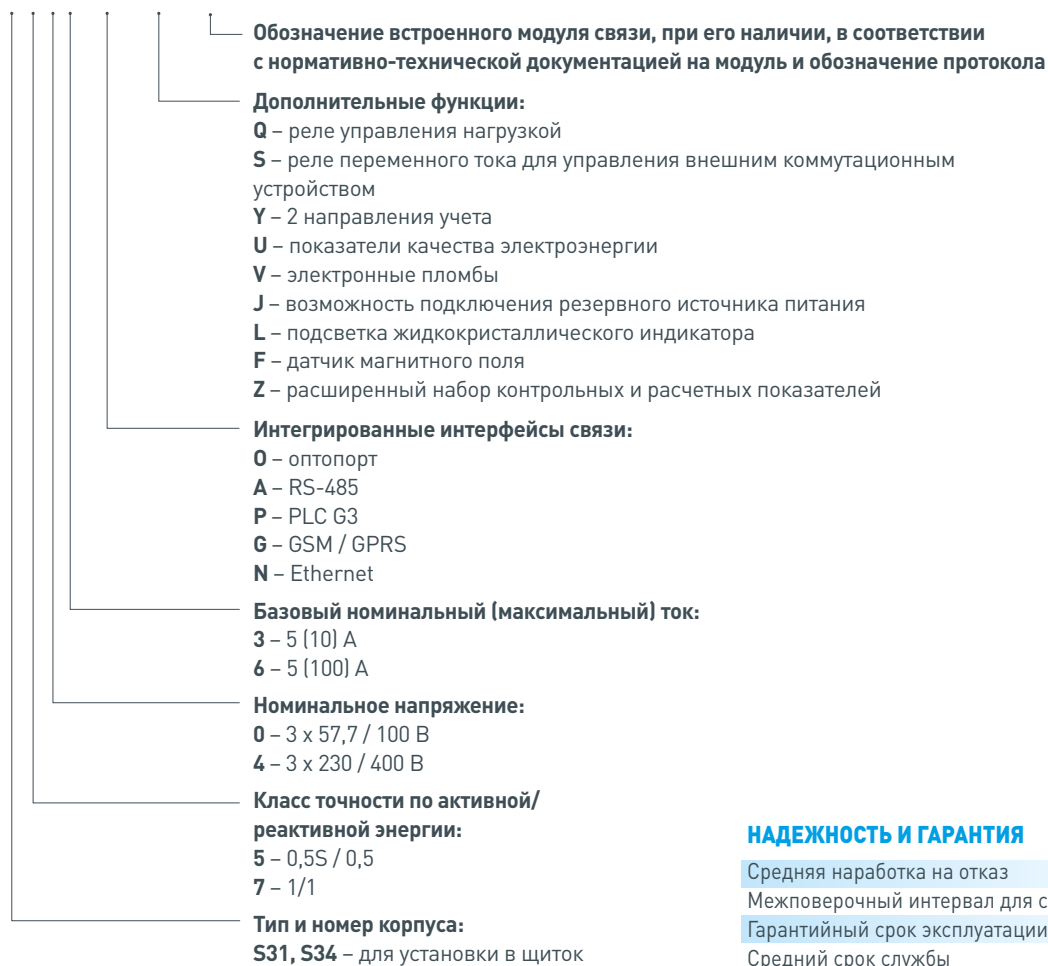 Обозначение встроенного модуля связи, при его наличии, в соответствии
с нормативно-технической документацией на модуль и обозначение протокола
Дополнительные функции:
Q – реле управления нагрузкой
S – реле переменного тока для управления внешним коммутационным
устройством
Y – 2 направления учета
U – показатели качества электроэнергии
V – электронные пломбы
J – возможность подключения резервного источника питания
L – подсветка жидкокристаллического индикатора
F – датчик магнитного поля
Z – расширенный набор контрольных и расчетных показателей
Интегрированные интерфейсы связи:
O – оптопорт
A – RS-485
P – PLC G3
G – GSM / GPRS
N – Ethernet
Базовый номинальный (максимальный) ток:
3 – 5 (10) А
6 – 5 (100) А
Номинальное напряжение:
0 – 3 x 57,7 / 100 В
4 – 3 x 230 / 400 В
Класс точности по активной/
реактивной энергии:
5 – 0,5S / 0,5
7 – 1/1
Тип и номер корпуса:
S31, S34 – для установки в щиток
НАДЕЖНОСТЬ И ГАРАНТИЯ
Средняя наработка на отказ
Межповерочный интервал для с
Гарантийный срок эксплуатации
Средний срок службы